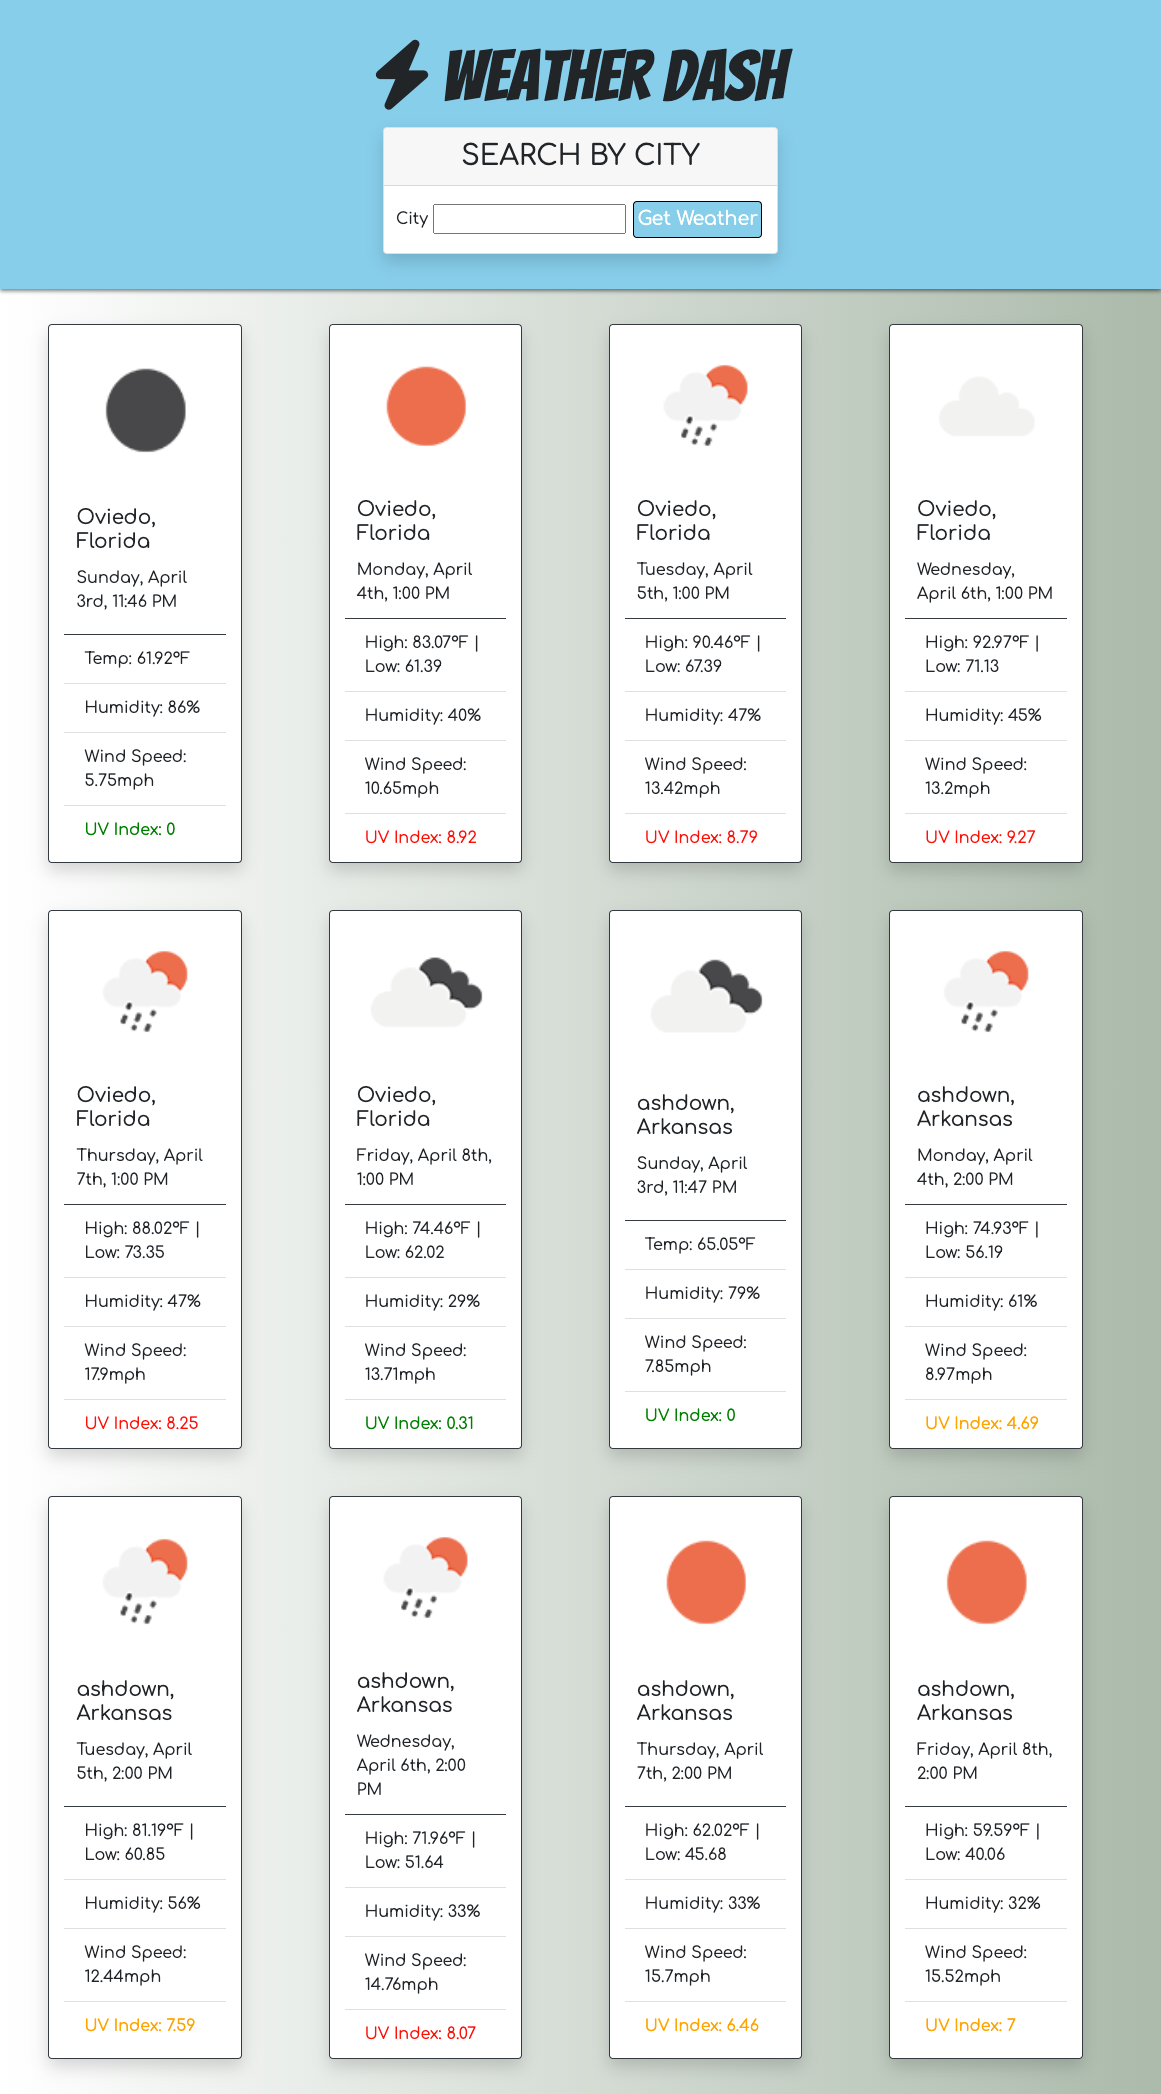 WEATHER DASH
SEARCH BY CITY
City
Get Weather
Oviedo,
Florida
Sunday, April
3rd, 11:46 PM
Temp: 61.92°F
Humidity: 86%
Wind Speed:
5.75mph
UV Index: 0
Oviedo,
Florida
Monday, April
4th, 1:00 PM
High: 83.07°F |
Low: 61.39
Humidity: 40%
Wind Speed:
10.65mph
UV Index: 8.92
Oviedo,
Florida
Tuesday, April
5th, 1:00 PM
High: 90.46°F |
Low: 67.39
Humidity: 47%
Wind Speed:
13.42mph
UV Index: 8.79
Oviedo,
Florida
Wednesday,
April 6th, 1:00 PM
High: 92.97°F |
Low: 71.13
Humidity: 45%
Wind Speed:
13.2mph
UV Index: 9.27
Oviedo,
Florida
Thursday, April
7th, 1:00 PM
High: 88.02°F |
Low: 73.35
Humidity: 47%
Wind Speed:
17.9mph
UV Index: 8.25
Oviedo,
Florida
Friday, April 8th,
1:00 PM
High: 74.46°F |
Low: 62.02
Humidity: 29%
Wind Speed:
13.71mph
UV Index: 0.31
ashdown,
Arkansas
Sunday, April
3rd, 11:47 PM
Temp: 65.05°F
Humidity: 79%
Wind Speed:
7.85mph
UV Index: 0
ashdown,
Arkansas
Monday, April
4th, 2:00 PM
High: 74.93°F |
Low: 56.19
Humidity: 61%
Wind Speed:
8.97mph
UV Index: 4.69
ashdown,
Arkansas
Tuesday, April
5th, 2:00 PM
High: 81.19°F |
Low: 60.85
Humidity: 56%
Wind Speed:
12.44mph
UV Index: 7.59
ashdown,
Arkansas
Wednesday,
April 6th, 2:00
PM
High: 71.96°F |
Low: 51.64
Humidity: 33%
Wind Speed:
14.76mph
UV Index: 8.07
ashdown,
Arkansas
Thursday, April
7th, 2:00 PM
High: 62.02°F |
Low: 45.68
Humidity: 33%
Wind Speed:
15.7mph
UV Index: 6.46
ashdown,
Arkansas
Friday, April 8th,
2:00 PM
High: 59.59°F |
Low: 40.06
Humidity: 32%
Wind Speed:
15.52mph
UV Index: 7